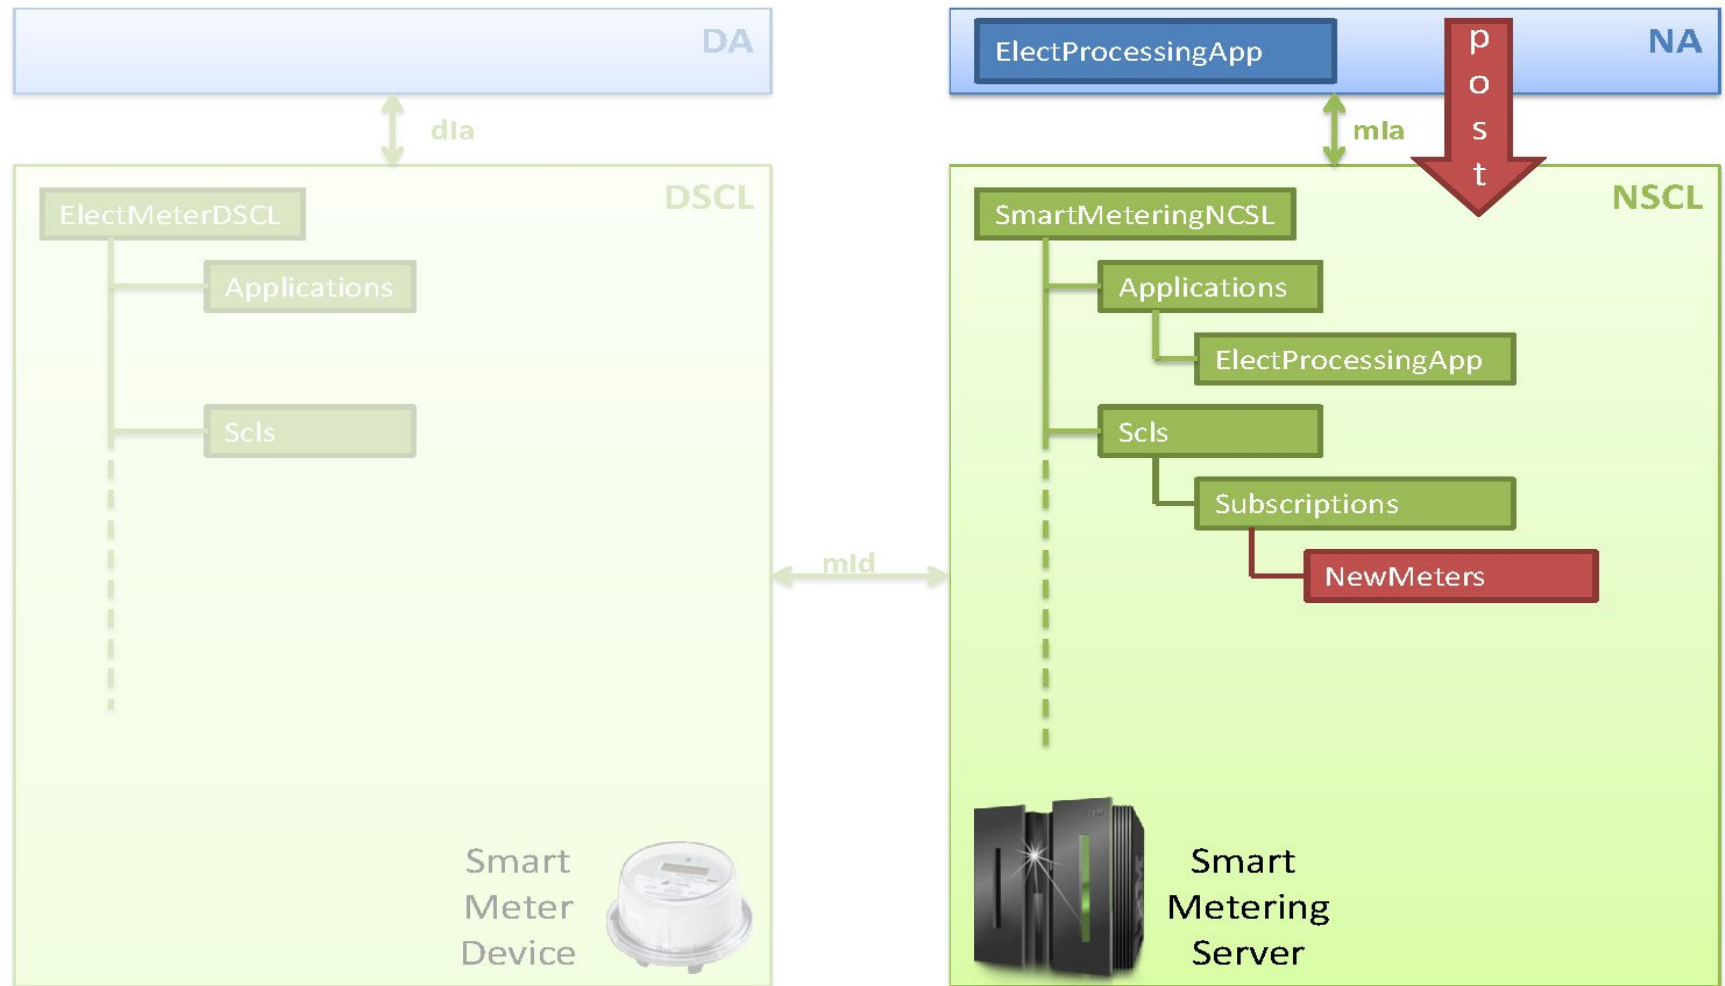 DA
ElectProcessingApp
post
NA
dIa
mIa
DSCL
ElectMeterDSCL
Applications
Scls
NSCL
SmartMeteringNCSL
Applications
ElectProcessingApp
Scls
Subscriptions
NewMeters
mId
Smart
Meter
Device
Smart
Metering
Server